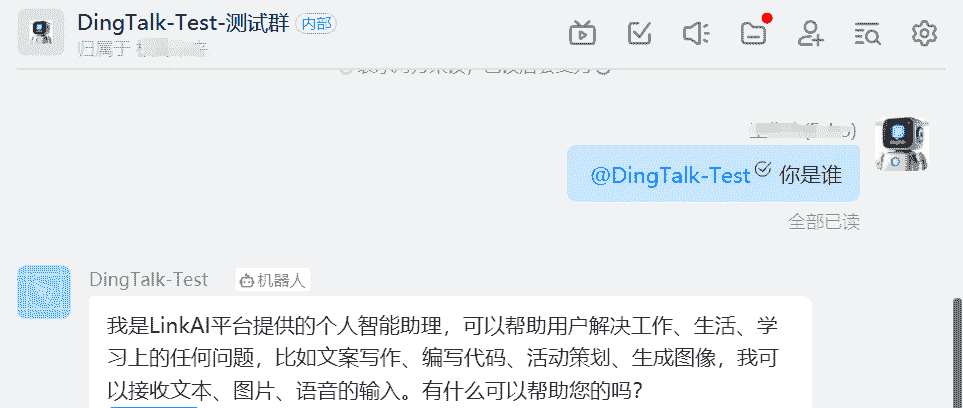 DingTalk-Test-测试群 内部
归属于
@DingTalk-Test 你是谁
全部已读
DingTalk-Test 机器人
我是LinkAI平台提供的个人智能助理，可以帮助用户解决工作、生活、学
习上的任何问题，比如文案写作、编写代码、活动策划、生成图像，我可
以接收文本、图片、语音的输入。有什么可以帮助您的吗？